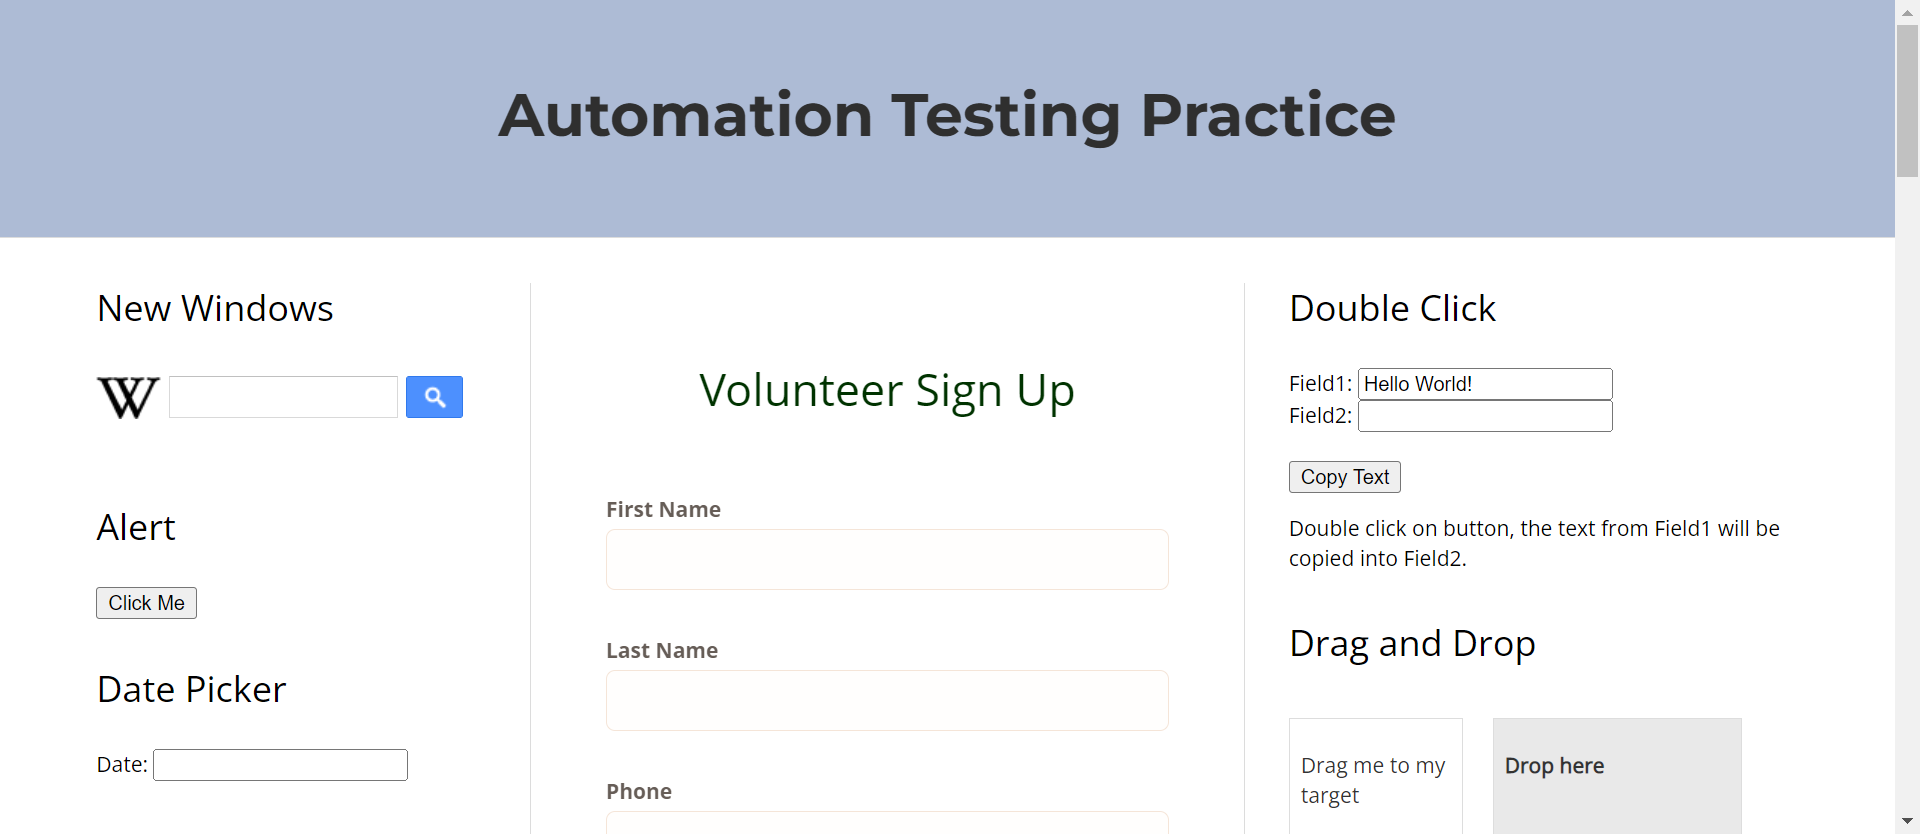 Automation Testing Practice
New Windows
W
Alert
Click Me
Date Picker
Date:
Volunteer Sign Up
First Name
Last Name
Phone
Double Click
Field1: Hello World!
Field2:
Copy Text
Double click on button, the text from Field1 will be
copied into Field2.
Drag and Drop
Drag me to my
target
Drop here